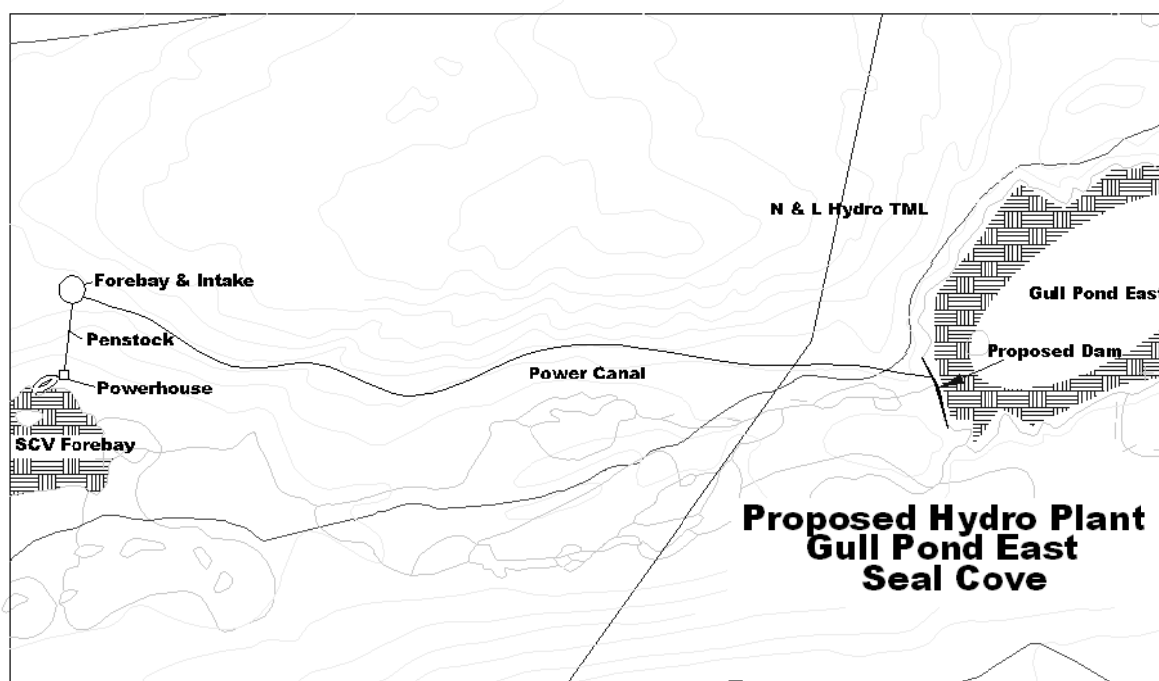 N & L Hydro TML
Forebay & Intake
Gull Pond East
Penstock
Proposed Dam
Power Canal
Powerhouse
SCV Forebay
Proposed Hydro Plant
Gull Pond East
Seal Cove